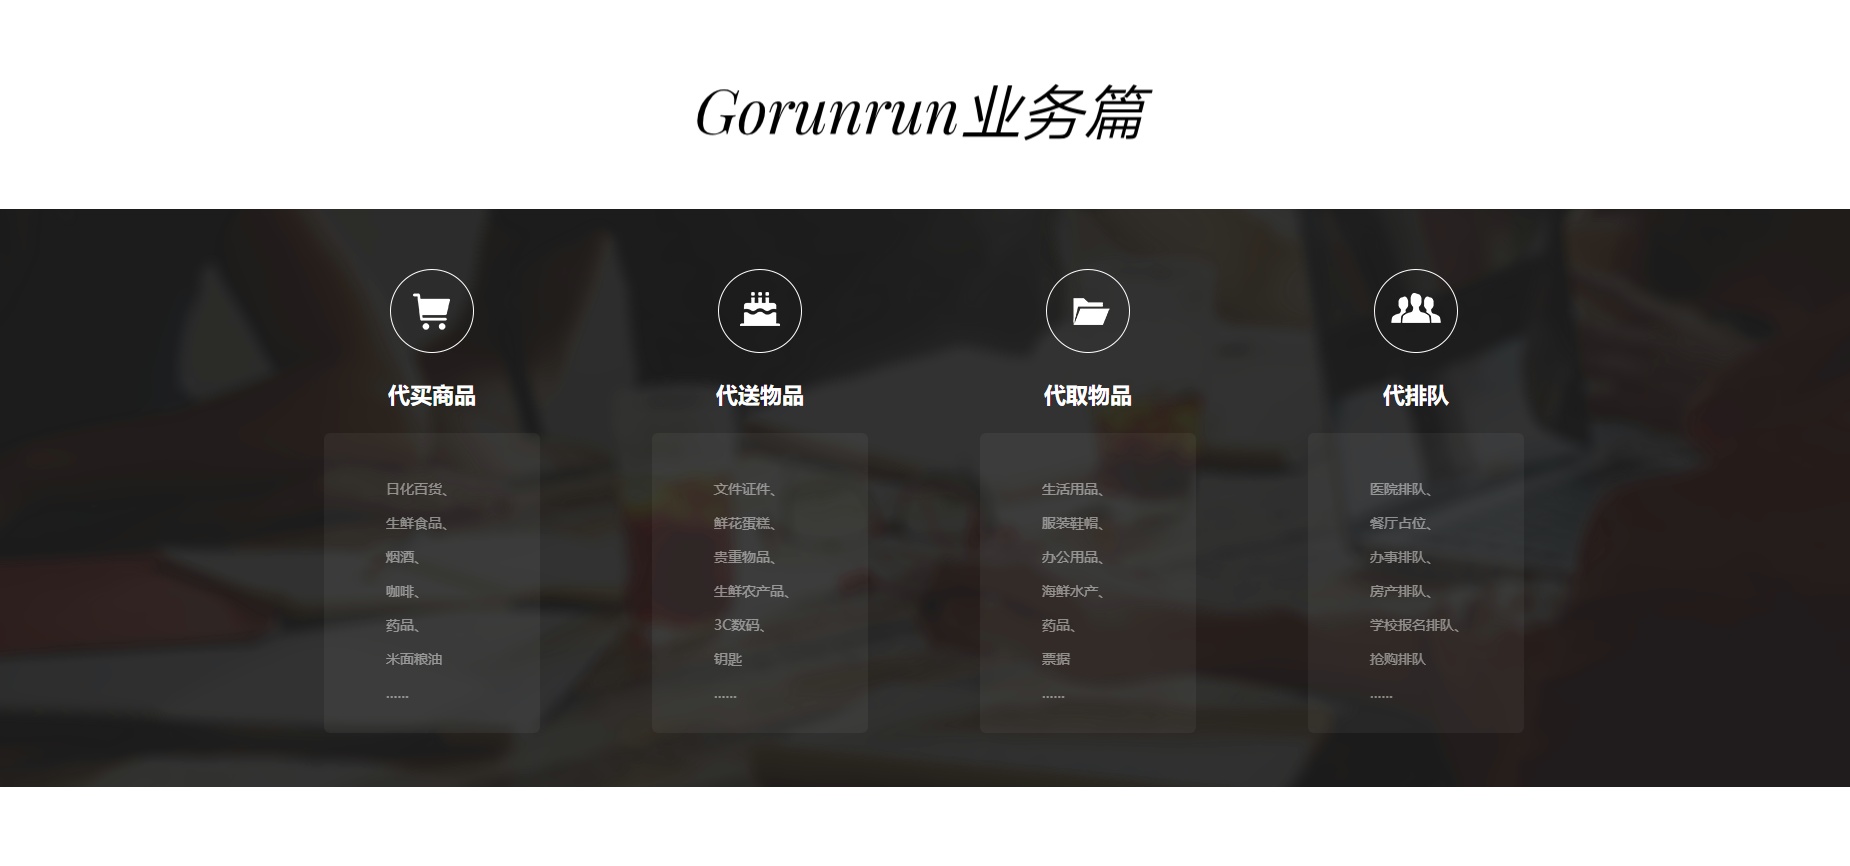 Gorunrun业务篇
代买商品
日化百货、
生鲜食品、
烟酒、
咖啡、
药品、
米面粮油
......
代送物品
文件证件、
鲜花蛋糕、
贵重物品、
生鲜农产品、
3C数码、
钥匙
......
代取物品
生活用品、
服装鞋帽、
办公用品、
海鲜水产、
药品、
票据
......
代排队
医院排队、
餐厅占位、
办事排队、
房产排队、
学校报名排队、
抢购排队
......